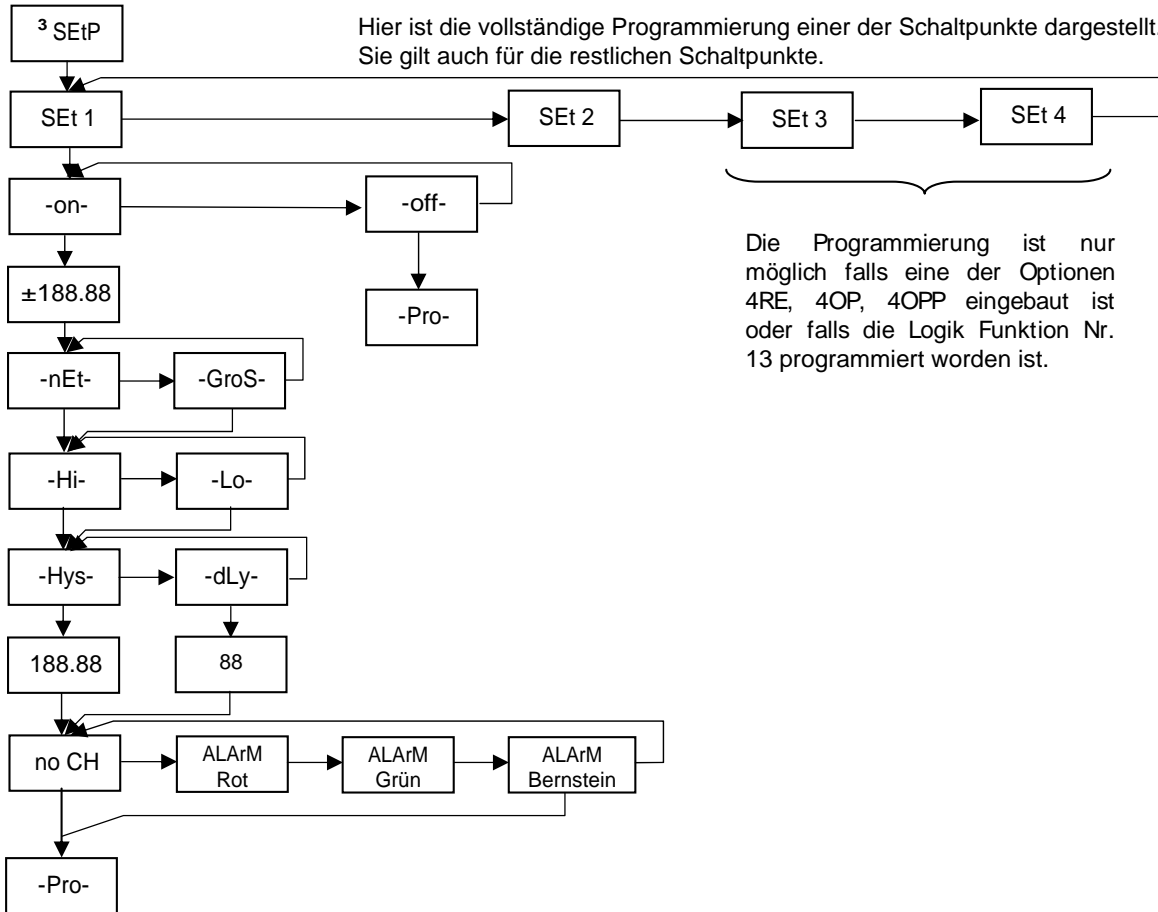 ³ SEtP
Hier ist die vollständige Programmierung einer der Schaltpunkte dargestellt.
Sie gilt auch für die restlichen Schaltpunkte.
SEt 1
SEt 2
SEt 3
SEt 4
-on-
-off-
±188.88
-Pro-
Die Programmierung ist nur
möglich falls eine der Optionen
4RE, 4OP, 4OPP eingebaut ist
oder falls die Logik Funktion Nr.
13 programmiert worden ist.
-nEt-
-GroS-
-Hi-
-Lo-
-Hys-
-dLy-
188.88
88
no CH
ALArM
Rot
ALArM
Grün
ALArM
Bernstein
-Pro-